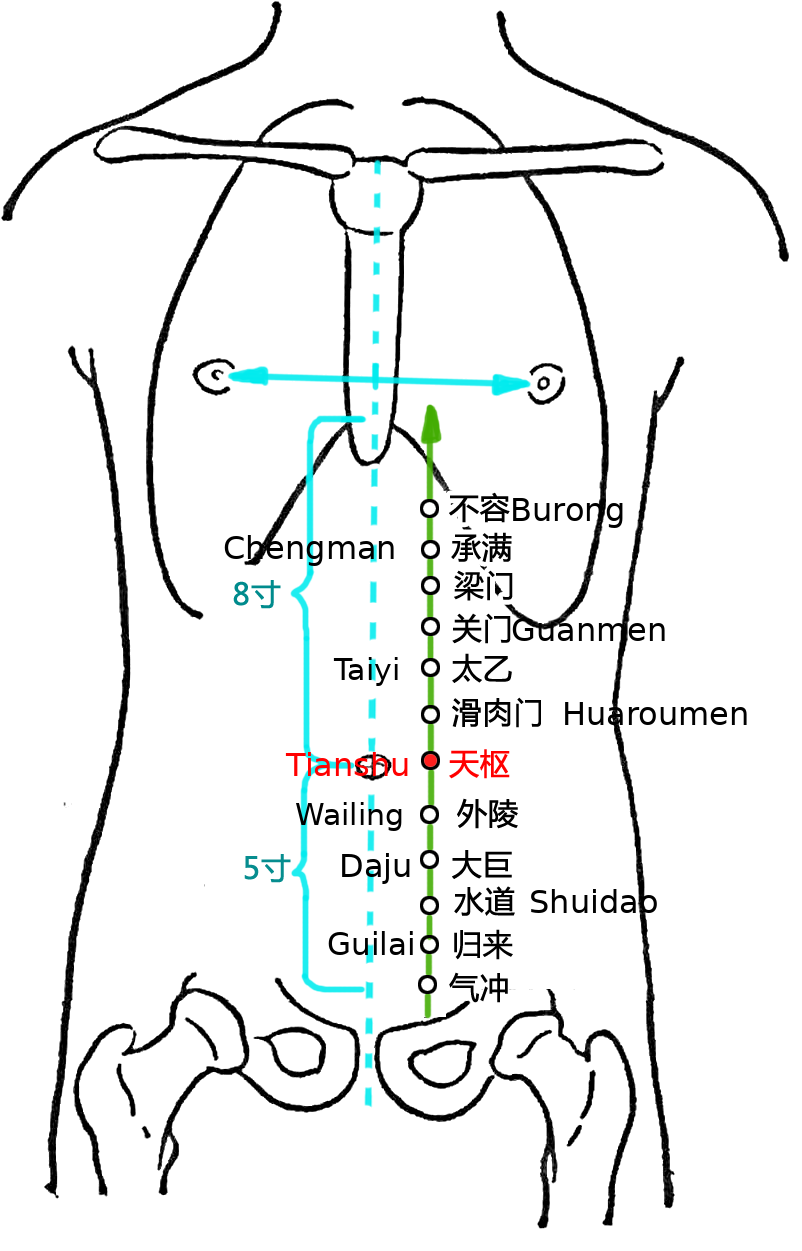 不容Burong
Chengman 承满
8寸
梁门
关门Guanmen
Taiyi 太乙
滑肉门 Huaroumen
Tianshu 天枢
Wailing 外陵
5寸
Daju 大巨
水道 Shuidao
Guilai 归来
气冲